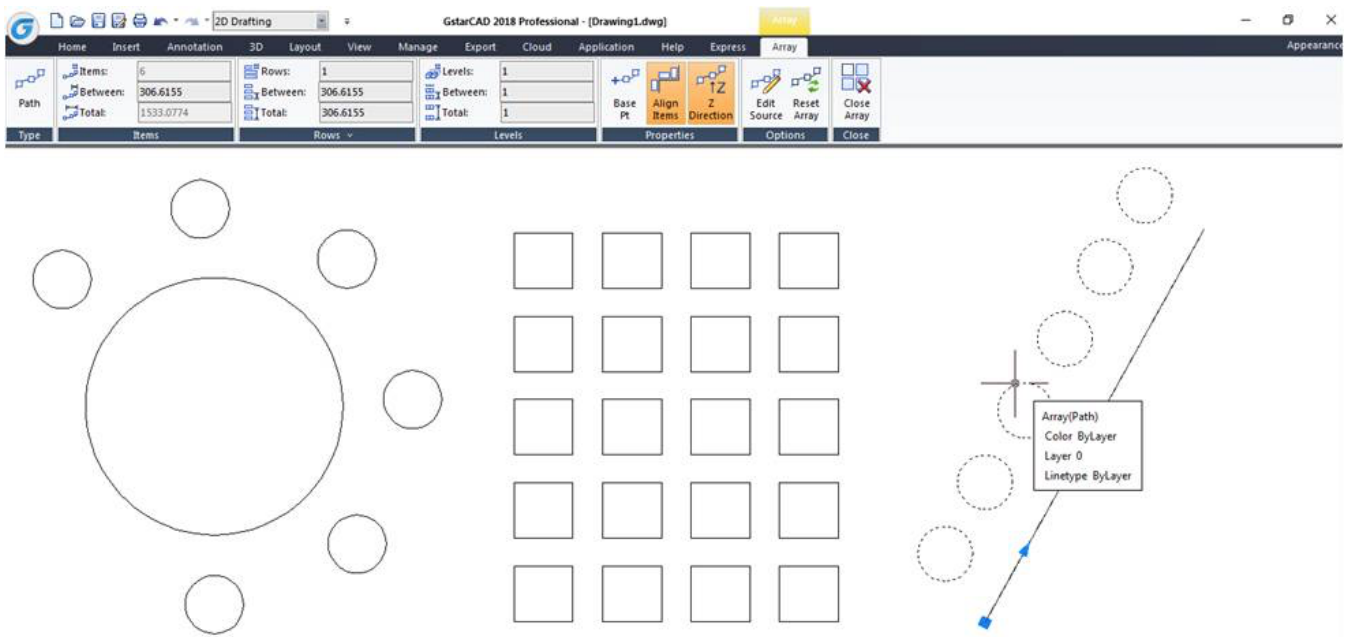 2D Drafting GstarCAD 2018 Professional - [Drawing1.dwg] Array
Home Insert Annotation 3D Layout View Manage Export Cloud Application Help Express Array Appearance
Path
Type
Items: 6
Between: 306.6155
Total: 1533.0774
Items
Rows: 1
Between: 306.6155
Total: 306.6155
Rows
Levels: 1
Between: 1
Total: 1
Levels
Base Pt
Align Items
Z Direction
Properties
Edit Source
Reset Array
Options
Close Array
Close
Array(Path)
Color ByLayer
Layer 0
Linetype ByLayer